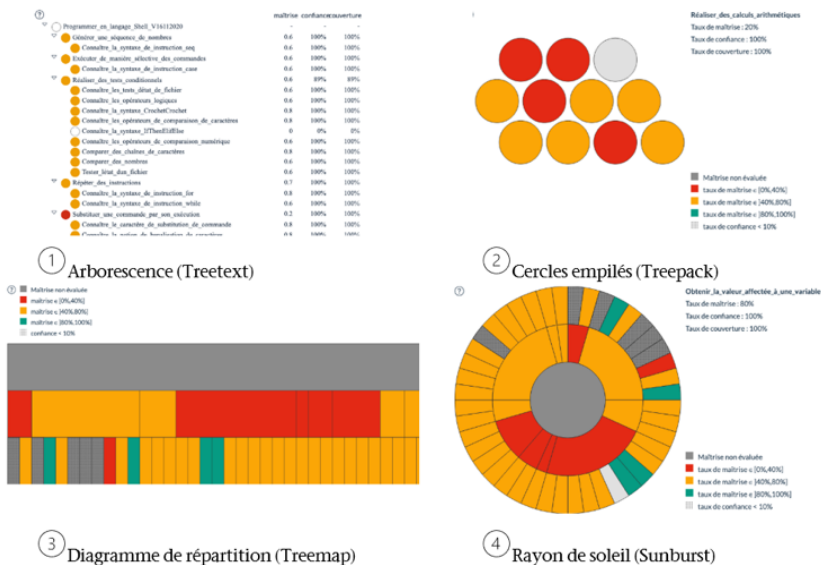 maîtrise confiance couverture
Programmer_en_langage_Shell_V16112020 - - -
Générer_une_séquence_de_nombres 0.6 100% 100%
Connaître_la_syntaxe_de_instruction_seq 0.6 100% 100%
Exécuter_de_manière_sélective_des_commandes 0.6 100% 100%
Connaître_la_syntaxe_de_instruction_case 0.6 100% 100%
Réaliser_des_tests_conditionnels 0.6 89% 89%
Connaître_les_tests_détat_de_fichier 0.6 100% 100%
Connaître_les_opérateurs_logiques 0.6 100% 100%
Connaître_la_syntaxe_CrochetCrochet 0.8 100% 100%
Connaître_les_opérateurs_de_comparaison_de_caractères 0.8 100% 100%
Connaître_la_syntaxe_IfThenElifElse 0 0% 0%
Connaître_les_opérateurs_de_comparaison_numérique 0.6 100% 100%
Comparer_des_chaînes_de_caractères 0.8 100% 100%
Comparer_des_nombres 0.6 100% 100%
Tester_létat_dun_fichier 0.6 100% 100%
Répéter_des_instructions 0.7 100% 100%
Connaître_la_syntaxe_de_instruction_for 0.8 100% 100%
Connaître_la_syntaxe_de_instruction_while 0.6 100% 100%
Substituer_une_commande_par_son_exécution 0.2 100% 100%
Connaître_le_caractère_de_substitution_de_commande 0.8 100% 100%
0.8 100% 100%
1 Arborescence (Treetext)
Réaliser_des_calculs_arithmétiques
Taux de maîtrise : 20%
Taux de confiance : 100%
Taux de couverture : 100%
Maîtrise non évaluée
taux de maîtrise ∈ [0%,40%]
taux de maîtrise ∈ ]40%,80%]
taux de maîtrise ∈ ]80%,100%]
taux de confiance < 10%
2 Cercles empilés (Treepack)
Maîtrise non évaluée
maîtrise ∈ [0%,40%]
maîtrise ∈ ]40%,80%]
maîtrise ∈ ]80%,100%]
confiance < 10%
3 Diagramme de répartition (Treemap)
Obtenir_la_valeur_affectée_à_une_variable
Taux de maîtrise : 80%
Taux de confiance : 100%
Taux de couverture : 100%
Maîtrise non évaluée
taux de maîtrise ∈ [0%,40%]
taux de maîtrise ∈ ]40%,80%]
taux de maîtrise ∈ ]80%,100%]
taux de confiance < 10%
4 Rayon de soleil (Sunburst)